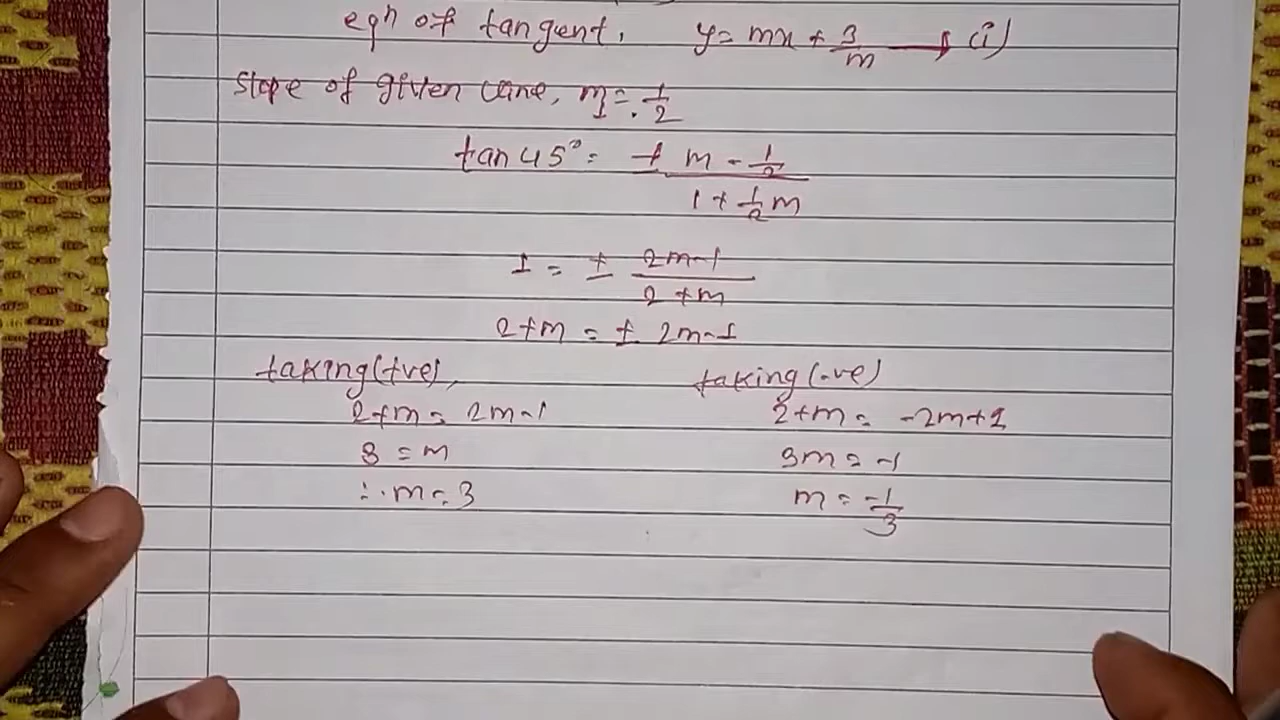 eqn of tangent, y = mx + 3/m → (i)
Slope of given line, m1 = 1/2
tan 45° = ± (m - 1/2)/(1 + 1/2 m)
1 = ± (2m-1)/(2+m)
2+m = ± 2m-1
taking(+ve), taking(-ve)
2+m = 2m-1 2+m = -2m+1
3 = m 3m = -1
∴ m = 3 m = -1/3